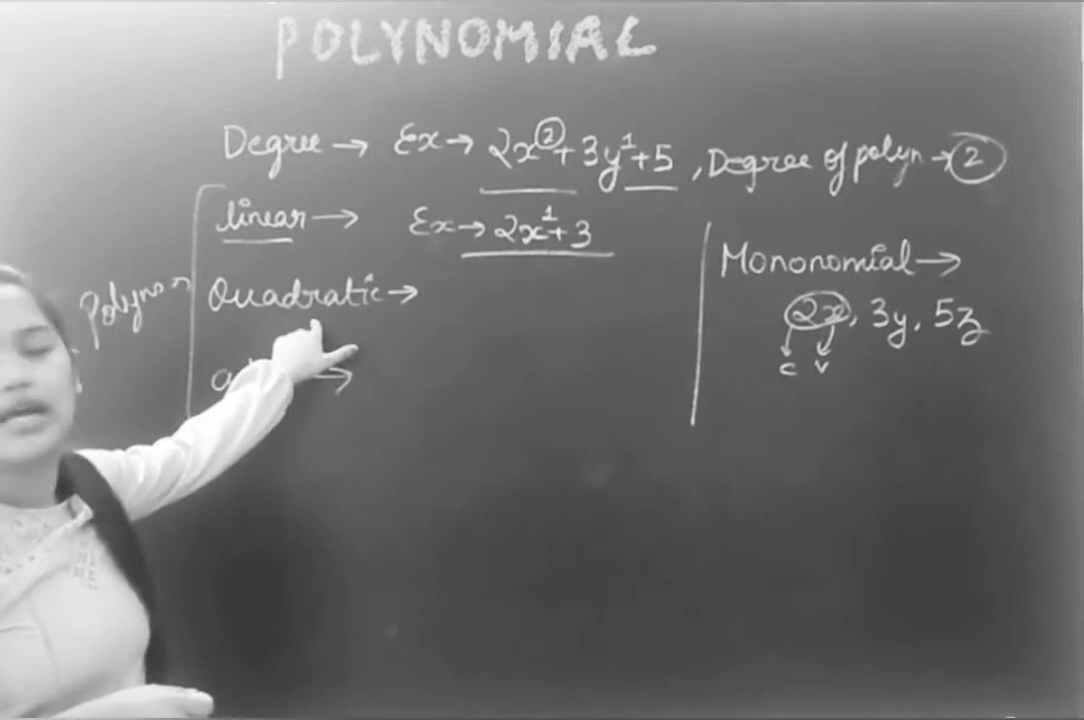 POLYNOMIAL
Degree → Ex → 2x² + 3y¹ + 5, Degree of polyn → 2
linear → Ex → 2x¹ + 3
Polyno →
Quadratic →
→
Mononomial →
2x, 3y, 5z
c v